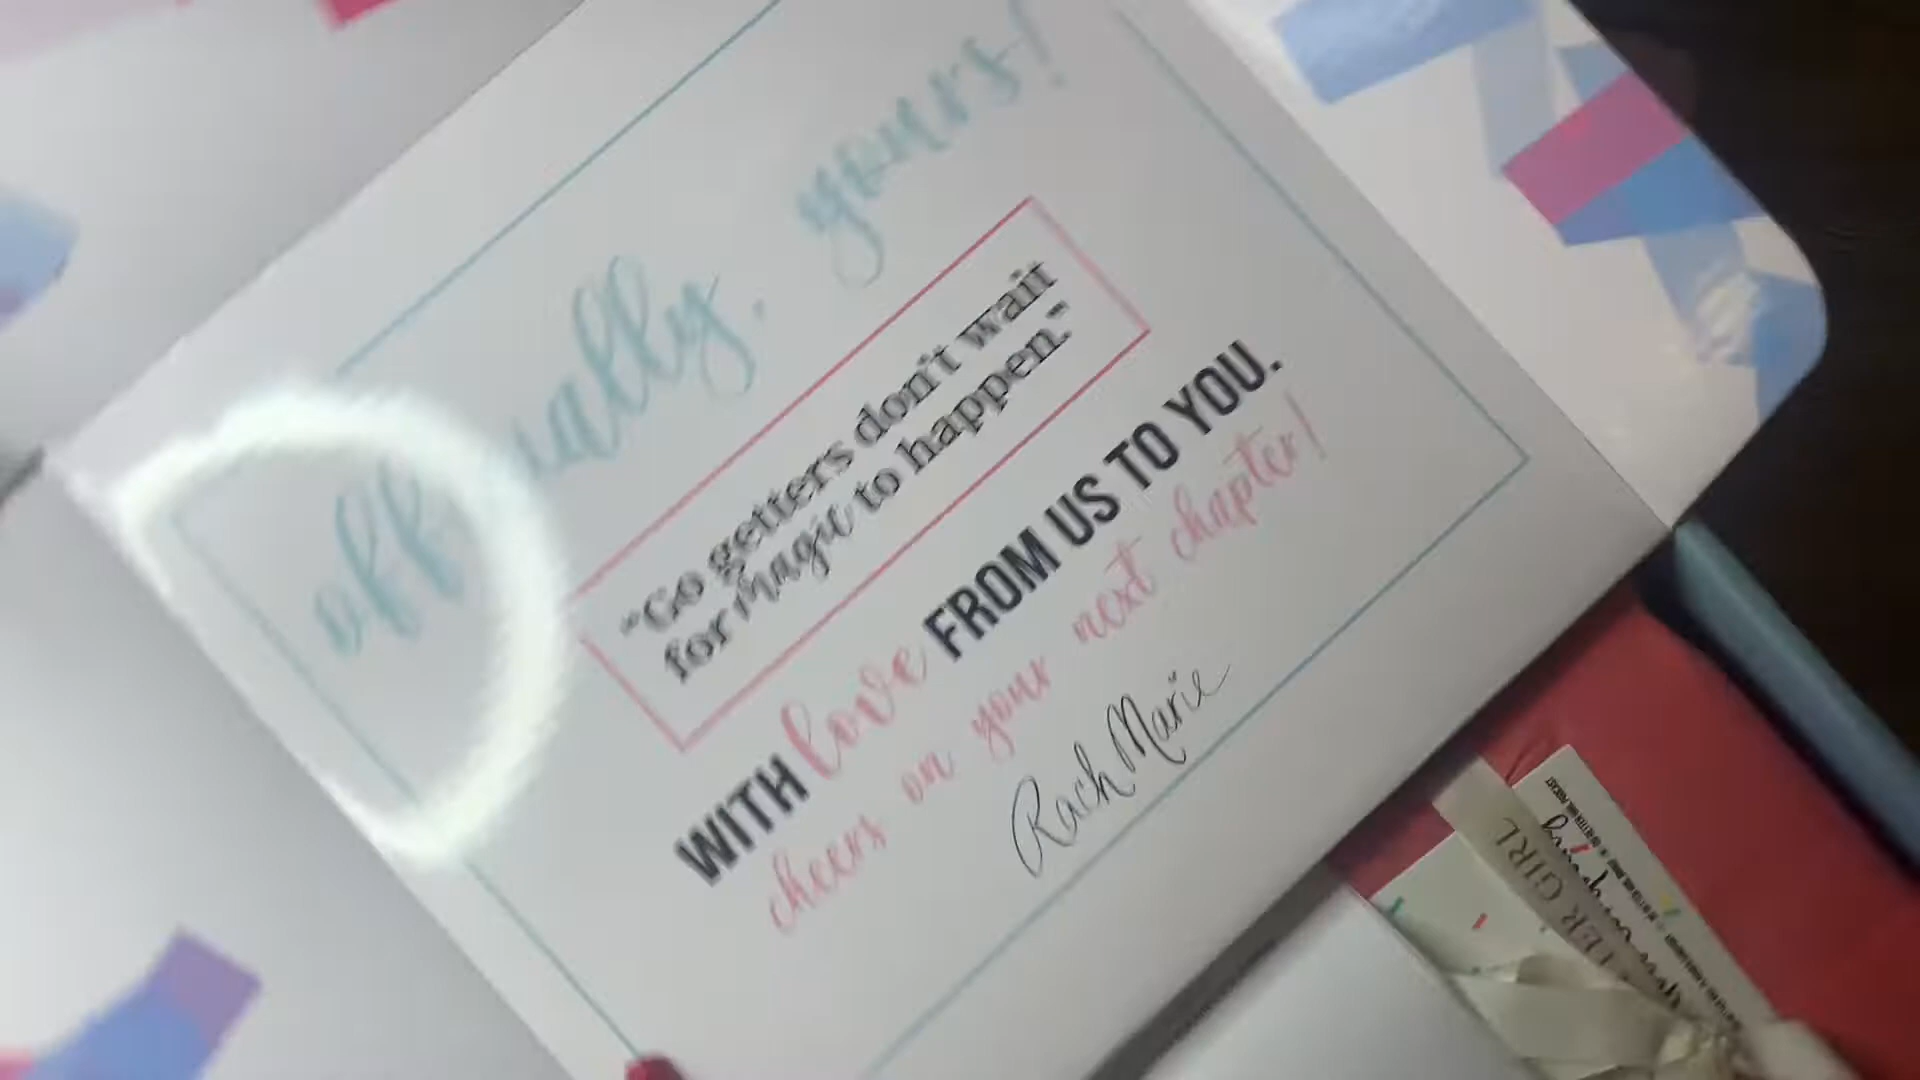 yours!
"Go getters don't wait
for magic to happen."
WITH love FROM US TO YOU.
cheers on your next chapter!
Rach Marie
GIRL